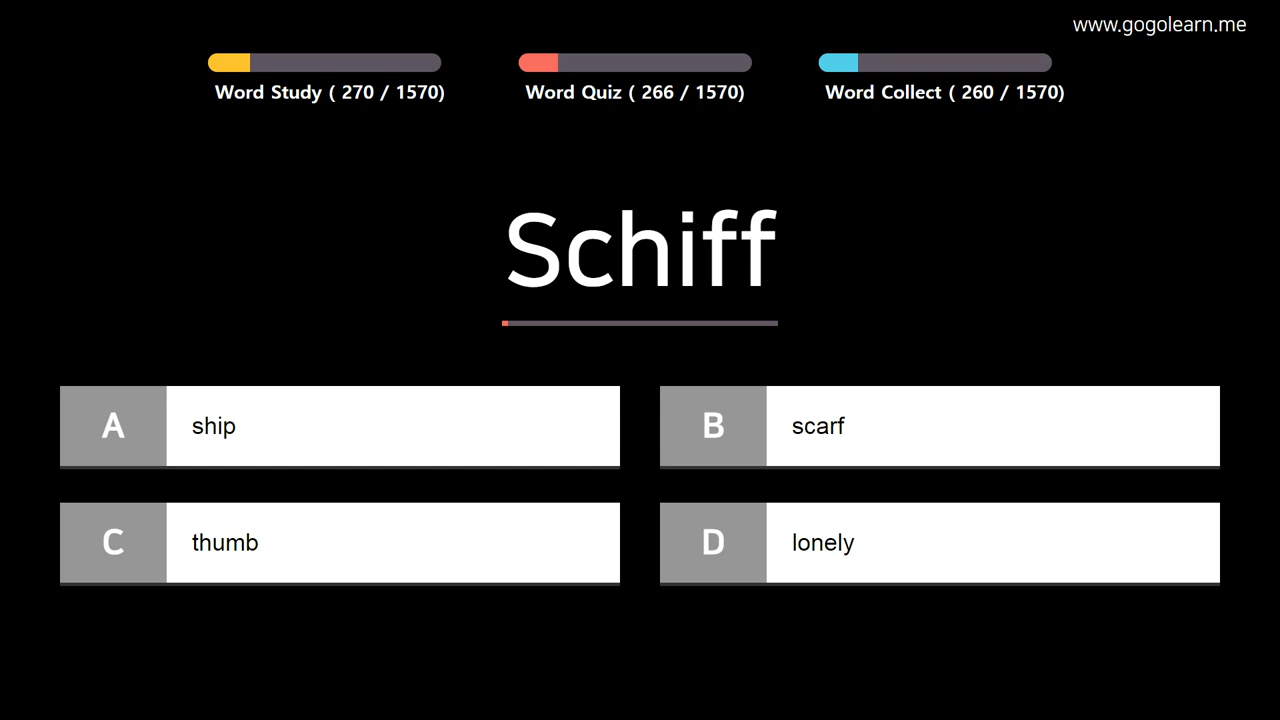 www.gogolearn.me
Word Study ( 270 / 1570)
Word Quiz ( 266 / 1570)
Word Collect ( 260 / 1570)
Schiff
A ship
B scarf
C thumb
D lonely